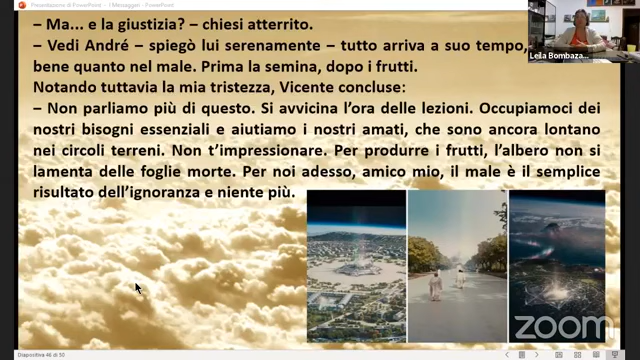 Presentazione di PowerPoint - I Messaggeri - PowerPoint
– Ma... e la giustizia? – chiesi atterrito.
– Vedi André – spiegò lui serenamente – tutto arriva a suo tempo,
bene quanto nel male. Prima la semina, dopo i frutti.
Notando tuttavia la mia tristezza, Vicente concluse:
– Non parliamo più di questo. Si avvicina l’ora delle lezioni. Occupiamoci dei
nostri bisogni essenziali e aiutiamo i nostri amati, che sono ancora lontano
nei circoli terreni. Non t’impressionare. Per produrre i frutti, l’albero non si
lamenta delle foglie morte. Per noi adesso, amico mio, il male è il semplice
risultato dell’ignoranza e niente più.
Leila Bombaza...
zoom
Diapositiva 46 di 50